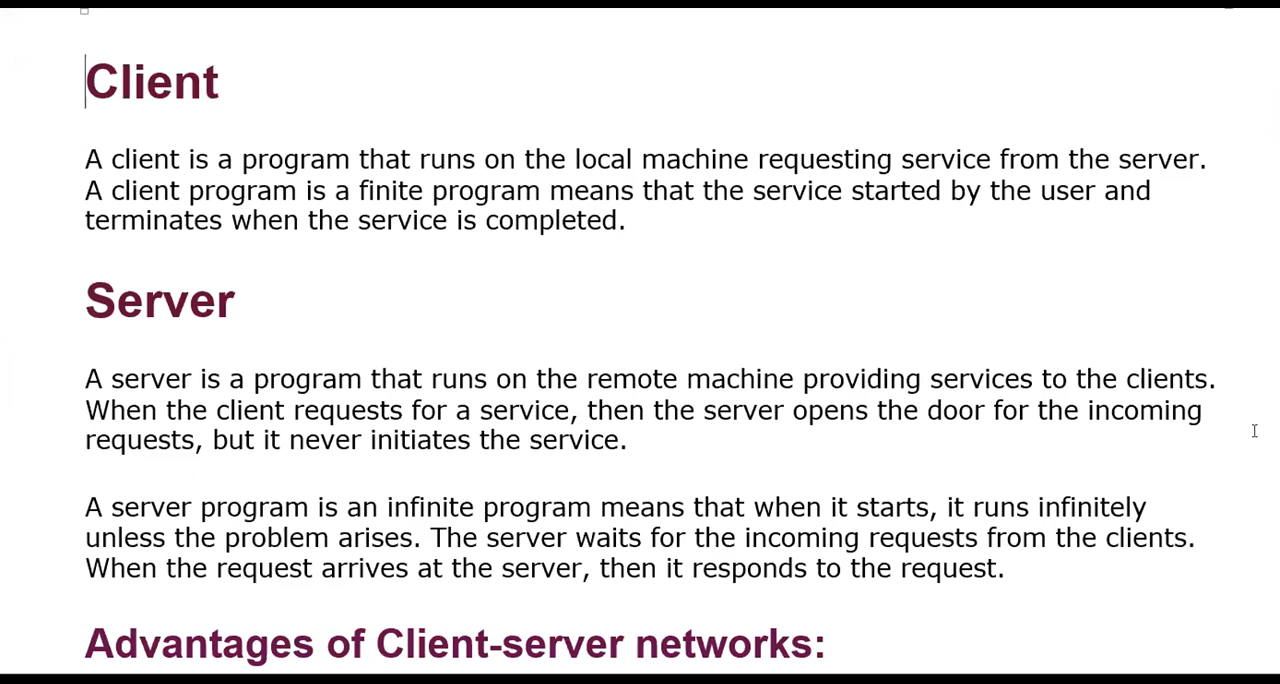 Client
A client is a program that runs on the local machine requesting service from the server.
A client program is a finite program means that the service started by the user and
terminates when the service is completed.
Server
A server is a program that runs on the remote machine providing services to the clients.
When the client requests for a service, then the server opens the door for the incoming
requests, but it never initiates the service.
A server program is an infinite program means that when it starts, it runs infinitely
unless the problem arises. The server waits for the incoming requests from the clients.
When the request arrives at the server, then it responds to the request.
Advantages of Client-server networks: